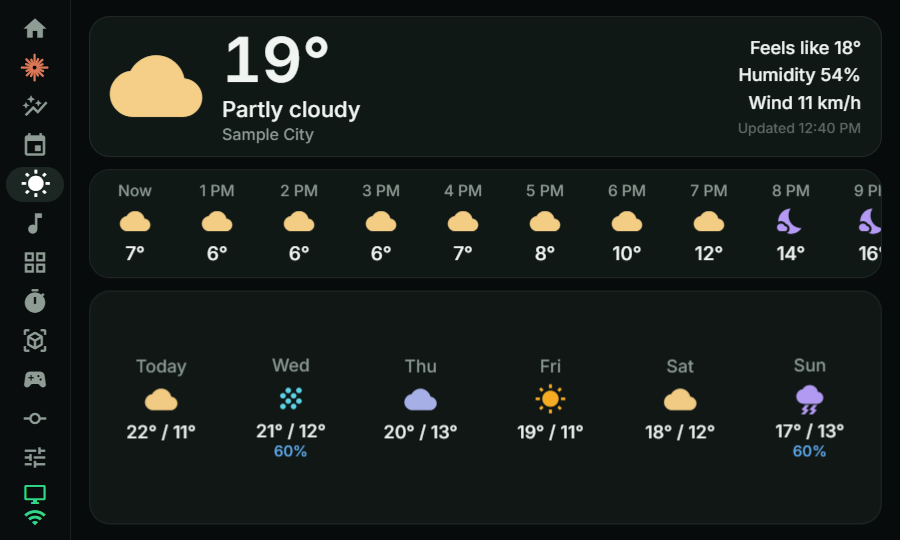 19°
Partly cloudy
Sample City
Feels like 18°
Humidity 54%
Wind 11 km/h
Updated 12:40 PM
Now 1 PM 2 PM 3 PM 4 PM 5 PM 6 PM 7 PM 8 PM 9 P
7° 6° 6° 6° 7° 8° 10° 12° 14° 16°
Today Wed Thu Fri Sat Sun
22° / 11° 21° / 12° 20° / 13° 19° / 11° 18° / 12° 17° / 13°
60% 60%